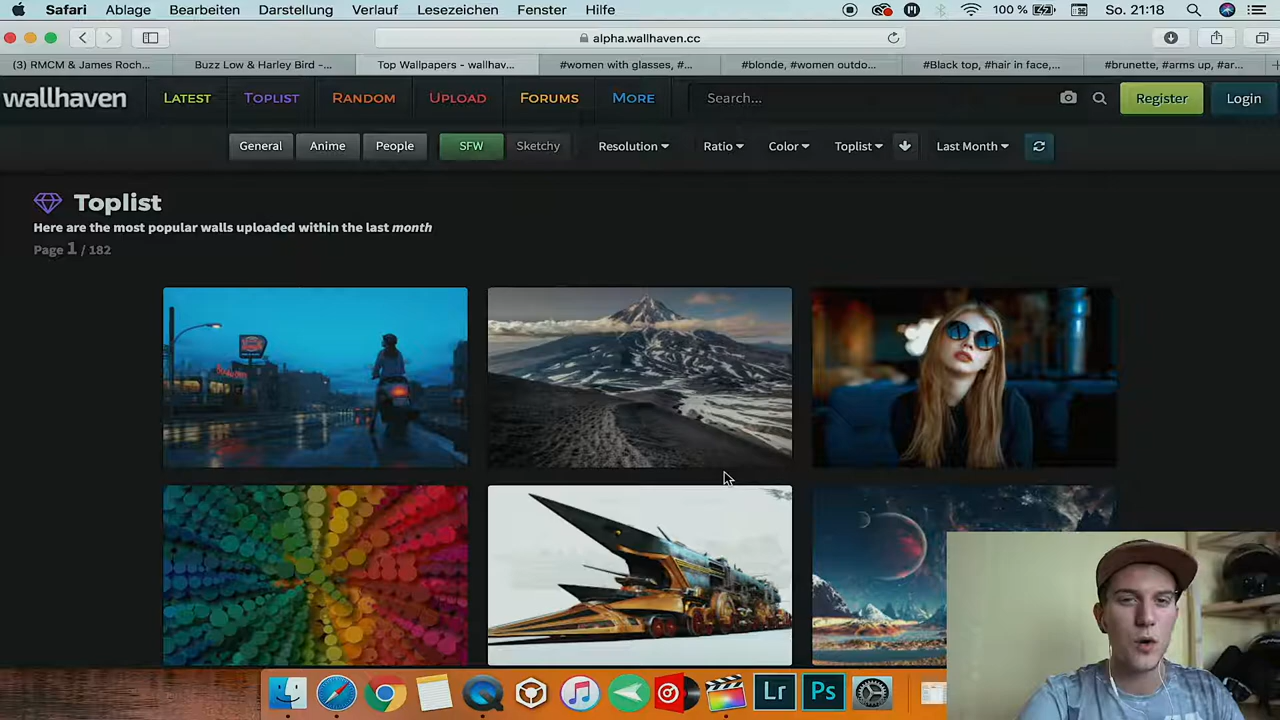 Safari Ablage Bearbeiten Darstellung Verlauf Lesezeichen Fenster Hilfe 100 % So. 21:18
alpha.wallhaven.cc
(3) RMCM & James Roch... Buzz Low & Harley Bird -... Top Wallpapers - wallhav... #women with glasses, #... #blonde, #women outdo... #Black top, #hair in face,... #brunette, #arms up, #ar...
wallhaven LATEST TOPLIST RANDOM UPLOAD FORUMS MORE Search... Register Login
General Anime People SFW Sketchy Resolution Ratio Color Toplist Last Month
Toplist
Here are the most popular walls uploaded within the last month
Page 1 / 182
Lr Ps